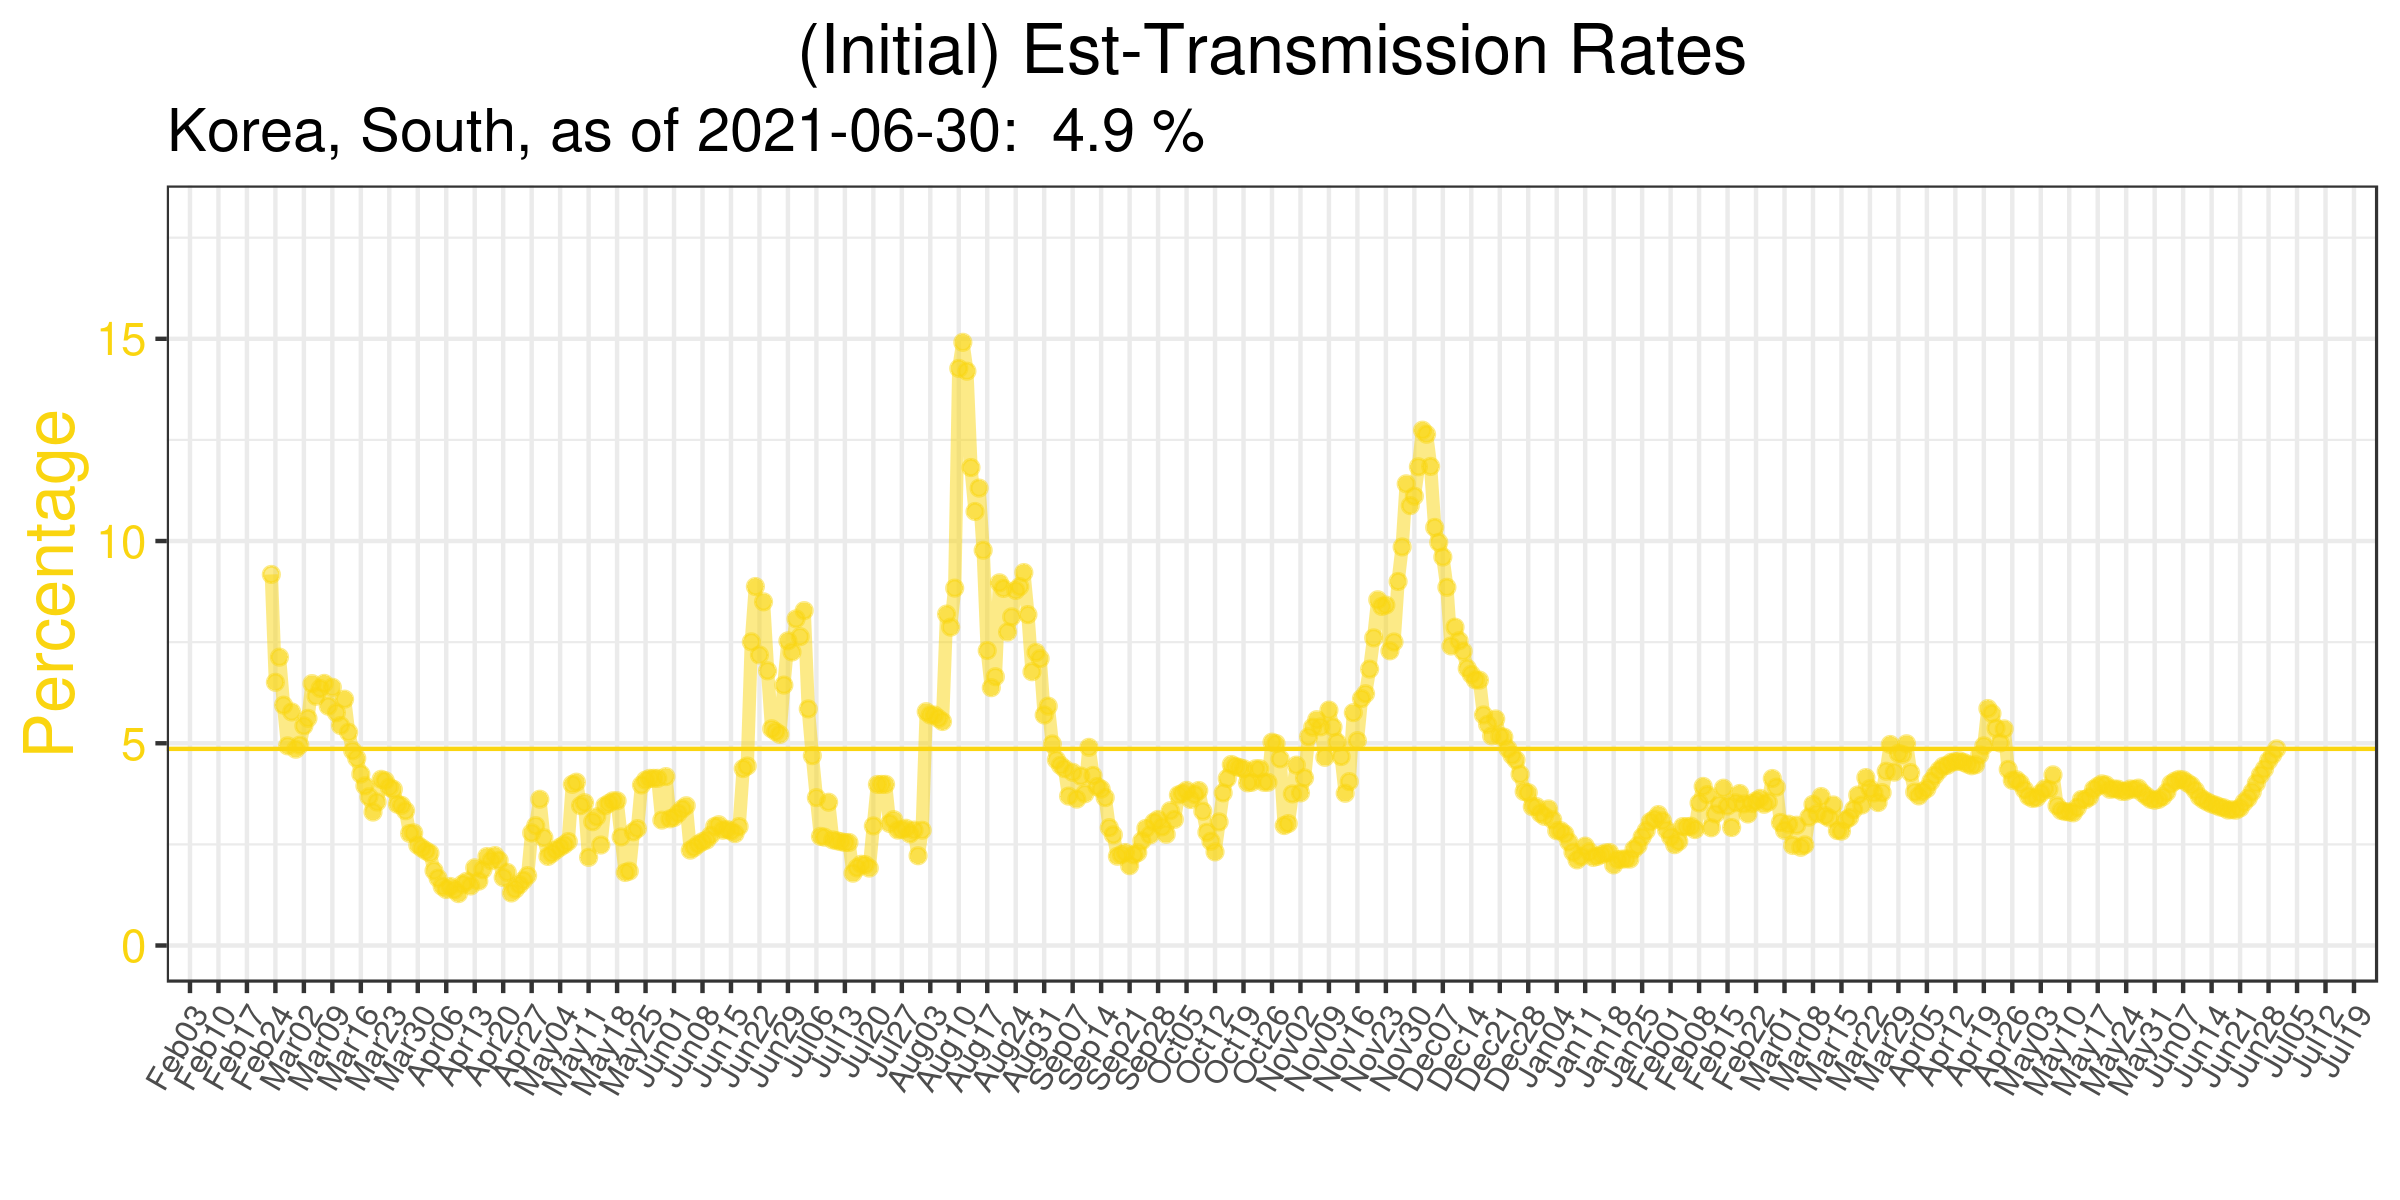 (Initial) Est-Transmission Rates
Korea, South, as of 2021-06-30:  4.9 %
Percentage
15
10
5
0
Feb03
Feb10
Feb17
Feb24
Mar02
Mar09
Mar16
Mar23
Mar30
Apr06
Apr13
Apr20
Apr27
May04
May11
May18
May25
Jun01
Jun08
Jun15
Jun22
Jun29
Jul06
Jul13
Jul20
Jul27
Aug03
Aug10
Aug17
Aug24
Aug31
Sep07
Sep14
Sep21
Sep28
Oct05
Oct12
Oct19
Oct26
Nov02
Nov09
Nov16
Nov23
Nov30
Dec07
Dec14
Dec21
Dec28
Jan04
Jan11
Jan18
Jan25
Feb01
Feb08
Feb15
Feb22
Mar01
Mar08
Mar15
Mar22
Mar29
Apr05
Apr12
Apr19
Apr26
May03
May10
May17
May24
May31
Jun07
Jun14
Jun21
Jun28
Jul05
Jul12
Jul19